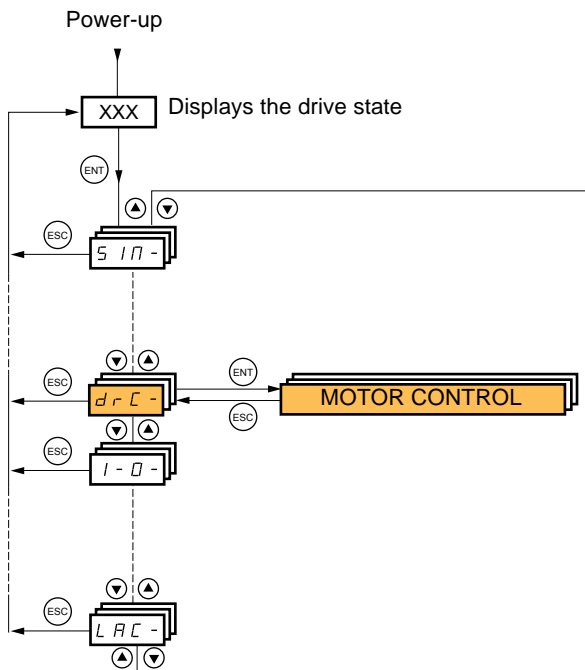 Power-up
XXX Displays the drive state
ENT
ESC
SIM-
ESC
drC-
ENT
ESC
MOTOR CONTROL
ESC
I-O-
ESC
LAC-